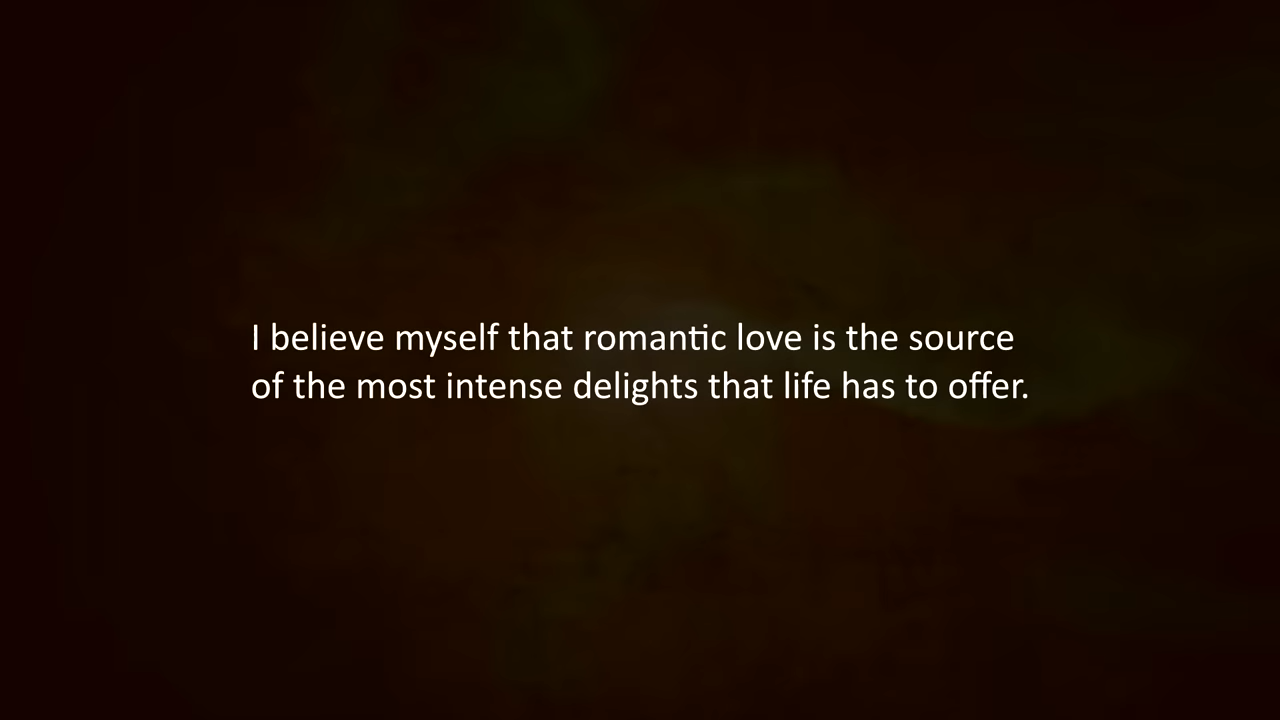 I believe myself that romantic love is the source
of the most intense delights that life has to offer.